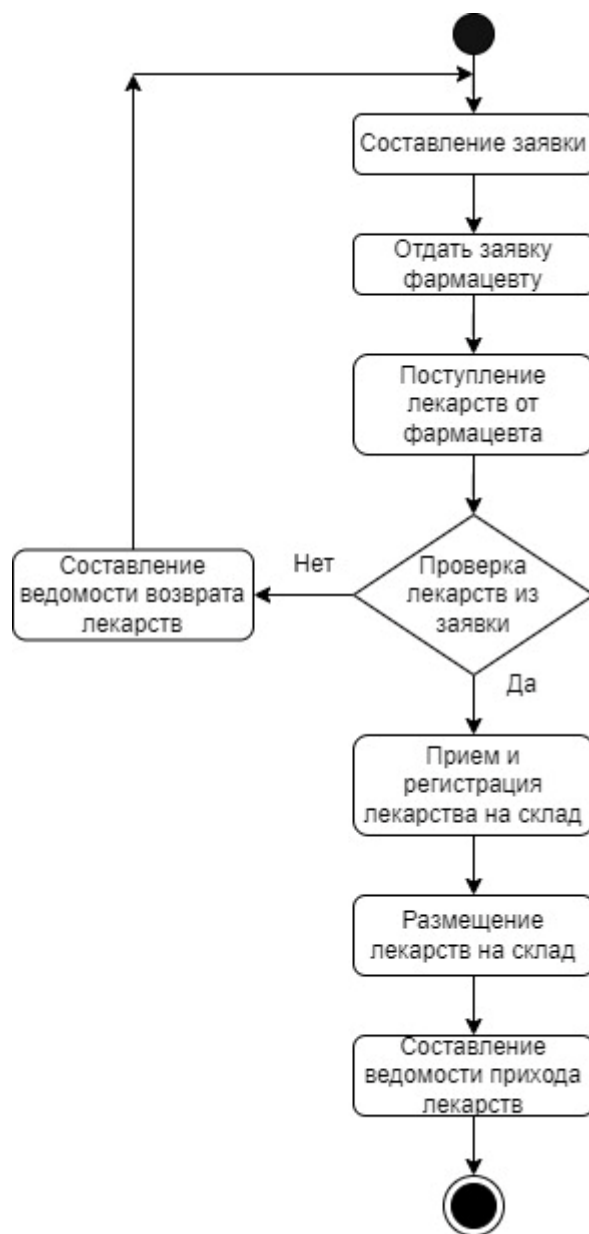 Составление заявки
Отдать заявку
фармацевту
Поступление
лекарств от
фармацевта
Проверка
лекарств из
заявки
Нет
Составление
ведомости возврата
лекарств
Да
Прием и
регистрация
лекарства на склад
Размещение
лекарств на склад
Составление
ведомости прихода
лекарств